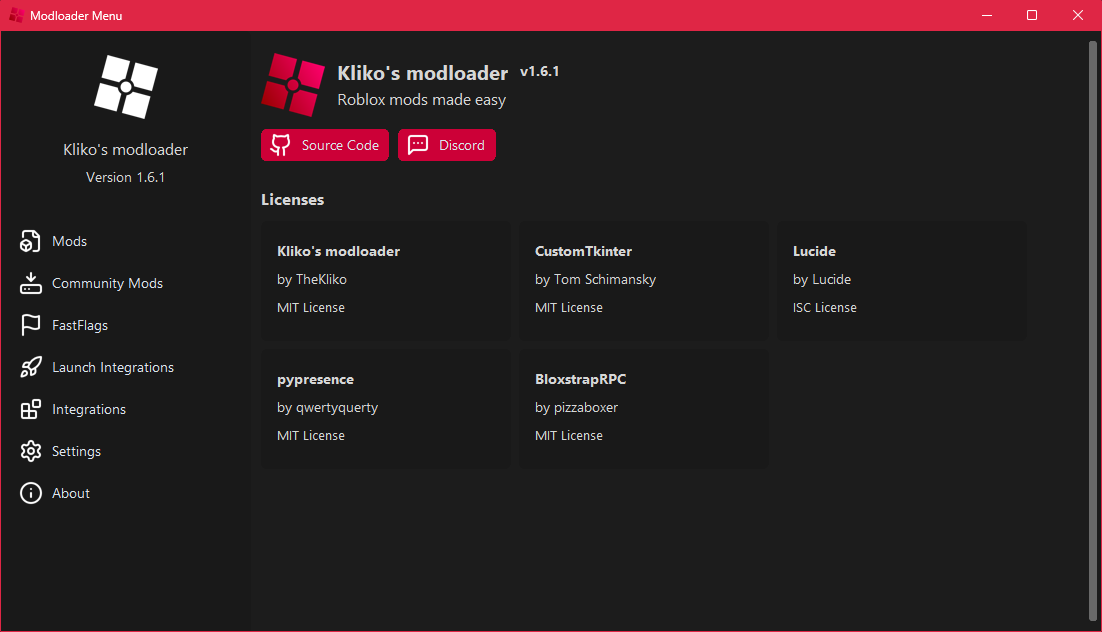 Modloader Menu
Kliko's modloader
Version 1.6.1
Mods
Community Mods
FastFlags
Launch Integrations
Integrations
Settings
About
Kliko's modloader v1.6.1
Roblox mods made easy
Source Code
Discord
Licenses
Kliko's modloader
by TheKliko
MIT License
CustomTkinter
by Tom Schimansky
MIT License
Lucide
by Lucide
ISC License
pypresence
by qwertyquerty
MIT License
BloxstrapRPC
by pizzaboxer
MIT License